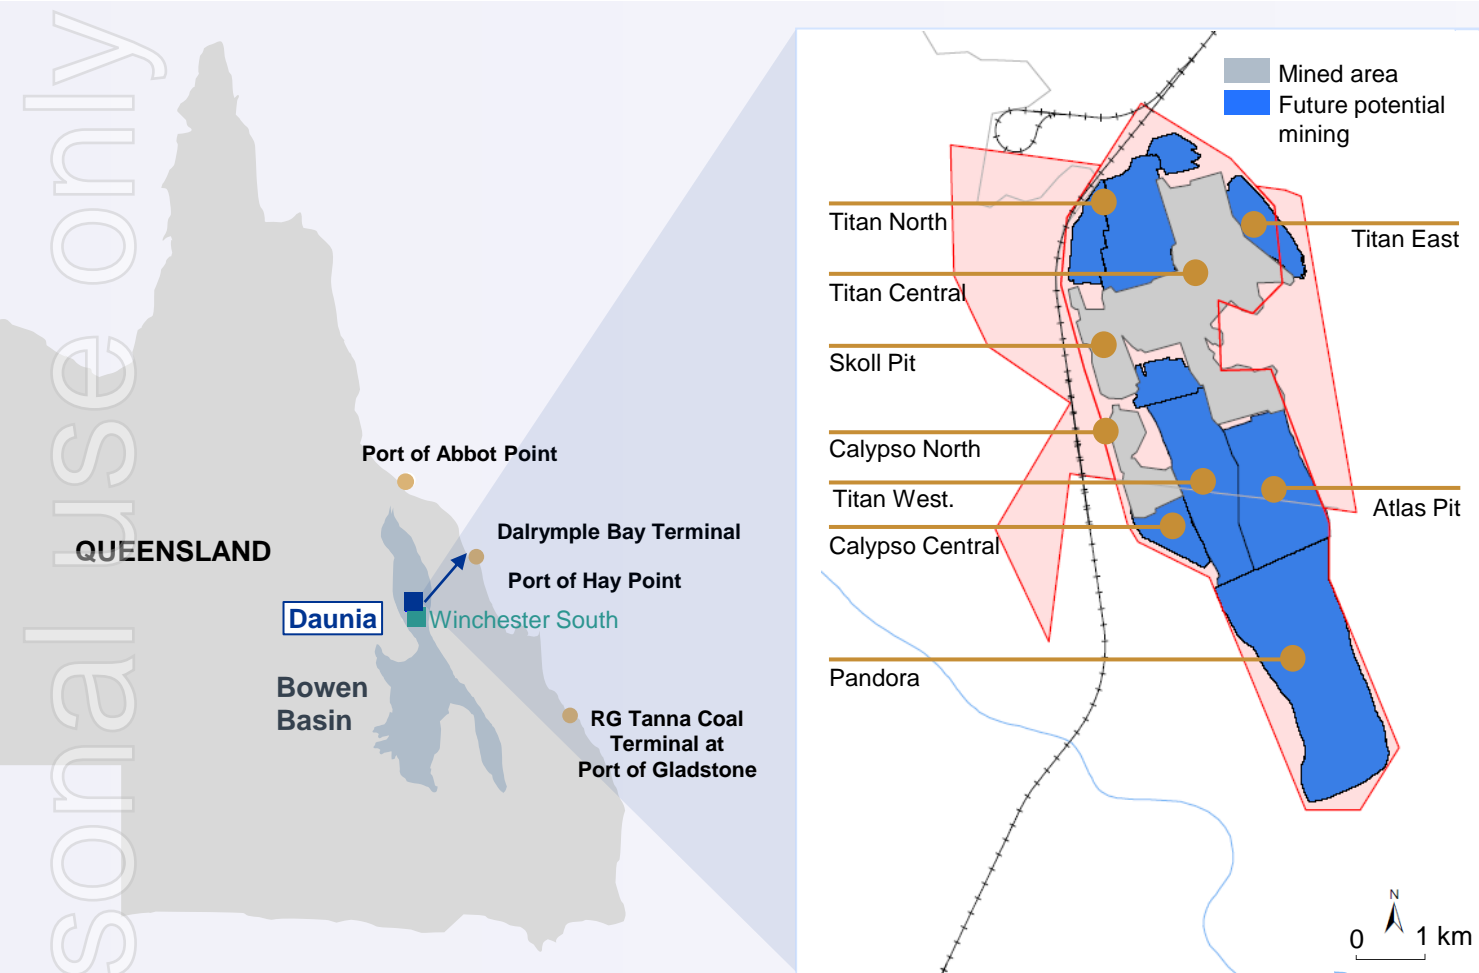 sonal use only
Port of Abbot Point
Dalrymple Bay Terminal
QUEENSLAND
Port of Hay Point
Daunia
Winchester South
Bowen
Basin
RG Tanna Coal
Terminal at
Port of Gladstone
Mined area
Future potential
mining
Titan North
Titan East
Titan Central
Skoll Pit
Calypso North
Titan West.
Atlas Pit
Calypso Central
Pandora
N
0 1 km